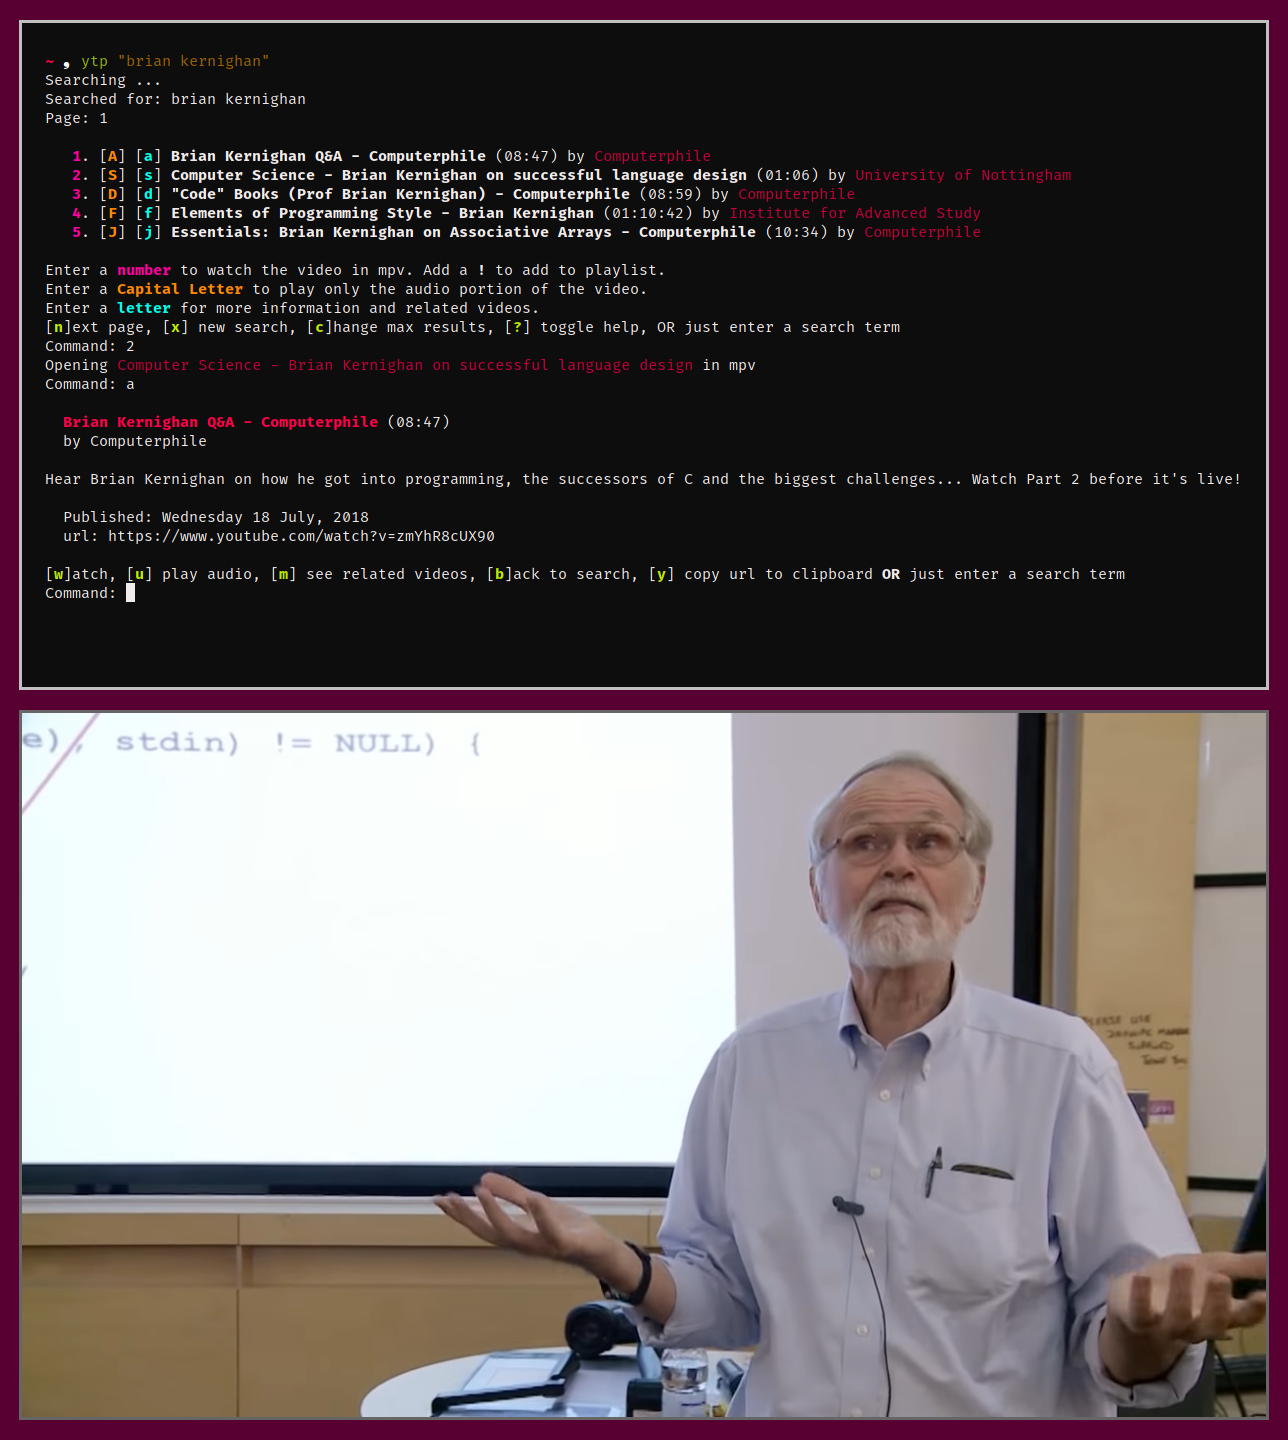 ~ , ytp "brian kernighan"
Searching ...
Searched for: brian kernighan
Page: 1
1. [A] [a] Brian Kernighan Q&A - Computerphile (08:47) by Computerphile
2. [S] [s] Computer Science - Brian Kernighan on successful language design (01:06) by University of Nottingham
3. [D] [d] "Code" Books (Prof Brian Kernighan) - Computerphile (08:59) by Computerphile
4. [F] [f] Elements of Programming Style - Brian Kernighan (01:10:42) by Institute for Advanced Study
5. [J] [j] Essentials: Brian Kernighan on Associative Arrays - Computerphile (10:34) by Computerphile
Enter a number to watch the video in mpv. Add a ! to add to playlist.
Enter a Capital Letter to play only the audio portion of the video.
Enter a letter for more information and related videos.
[n]ext page, [x] new search, [c]hange max results, [?] toggle help, OR just enter a search term
Command: 2
Opening Computer Science - Brian Kernighan on successful language design in mpv
Command: a
Brian Kernighan Q&A - Computerphile (08:47)
by Computerphile
Hear Brian Kernighan on how he got into programming, the successors of C and the biggest challenges... Watch Part 2 before it's live!
Published: Wednesday 18 July, 2018
url: https://www.youtube.com/watch?v=zmYhR8cUX90
[w]atch, [u] play audio, [m] see related videos, [b]ack to search, [y] copy url to clipboard OR just enter a search term
Command:
e), stdin) != NULL) {
PLEASE USE